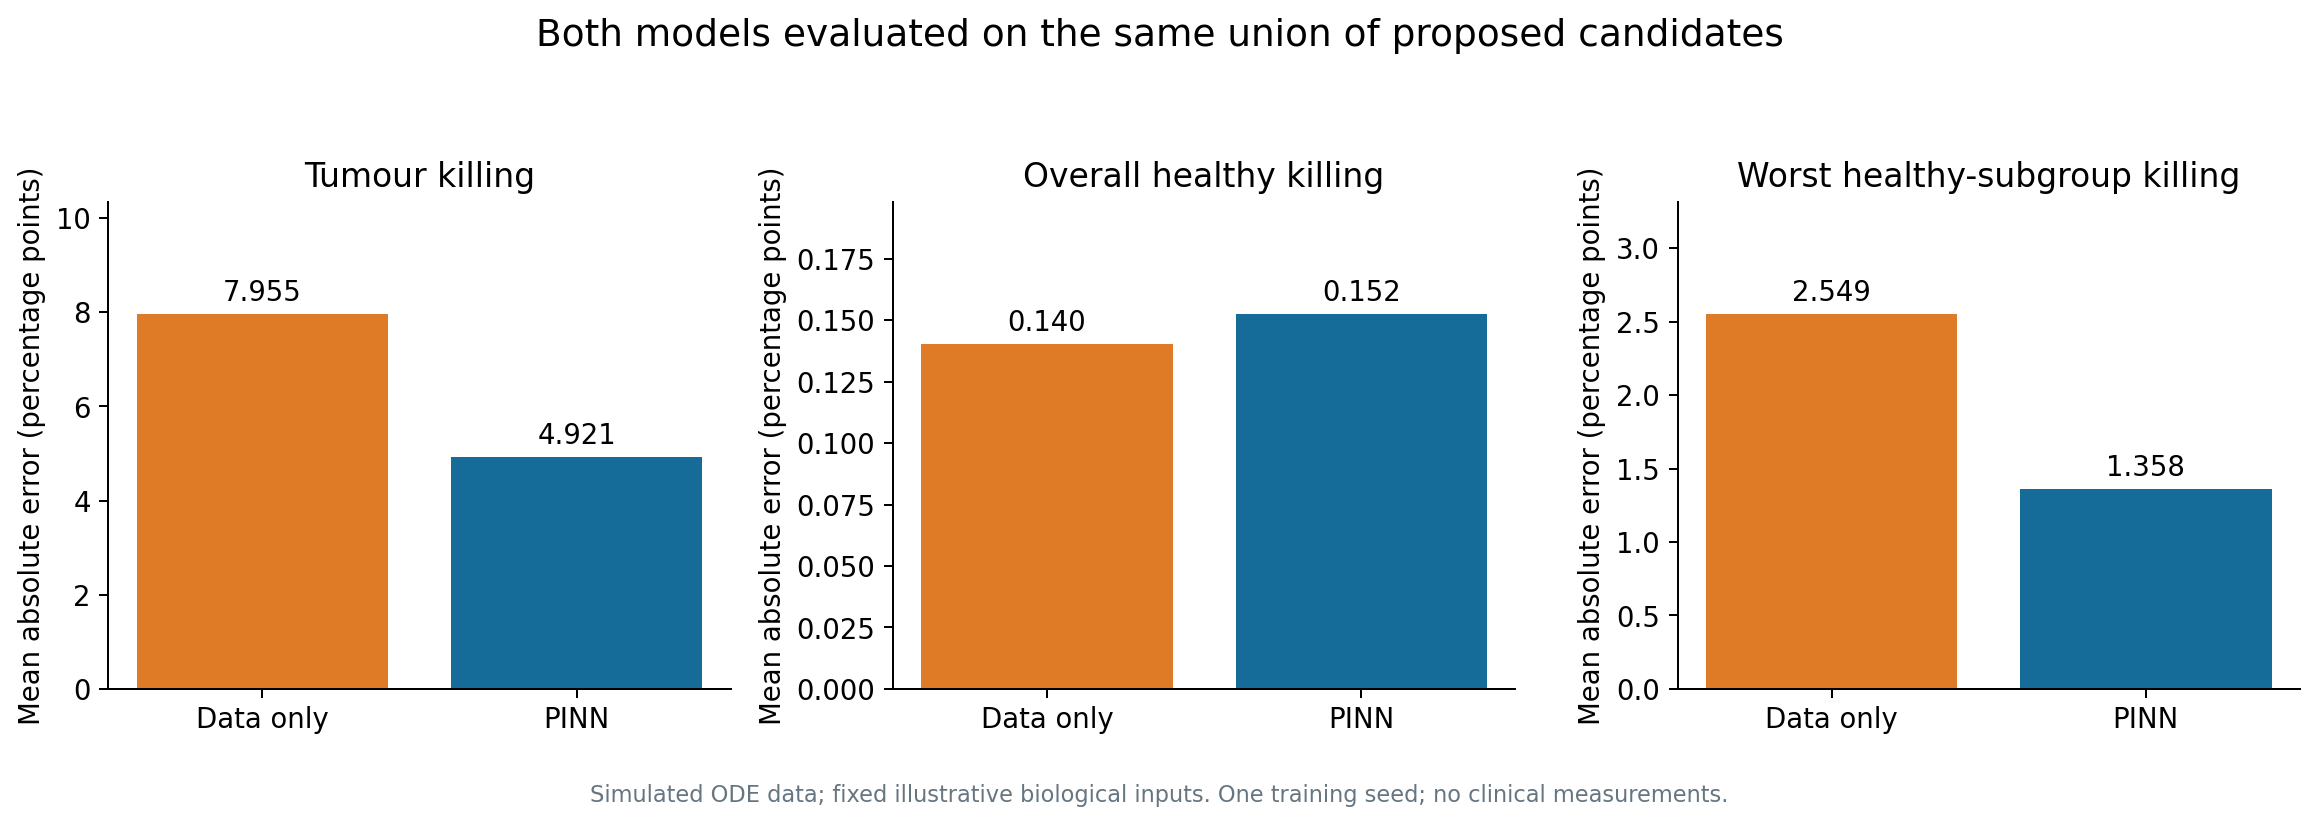 Both models evaluated on the same union of proposed candidates
Tumour killing
Mean absolute error (percentage points)
10
8
6
4
2
0
7.955
4.921
Data only
PINN
Overall healthy killing
Mean absolute error (percentage points)
0.175
0.150
0.125
0.100
0.075
0.050
0.025
0.000
0.140
0.152
Data only
PINN
Worst healthy-subgroup killing
Mean absolute error (percentage points)
3.0
2.5
2.0
1.5
1.0
0.5
0.0
2.549
1.358
Data only
PINN
Simulated ODE data; fixed illustrative biological inputs. One training seed; no clinical measurements.